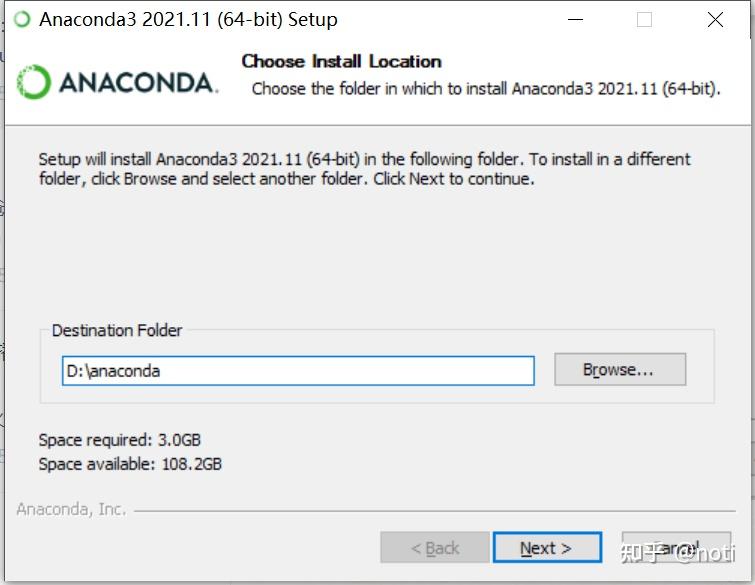 Anaconda3 2021.11 (64-bit) Setup
ANACONDA.
Choose Install Location
Choose the folder in which to install Anaconda3 2021.11 (64-bit).
Setup will install Anaconda3 2021.11 (64-bit) in the following folder. To install in a different
folder, click Browse and select another folder. Click Next to continue.
Destination Folder
D:\anaconda
Browse...
Space required: 3.0GB
Space available: 108.2GB
Anaconda, Inc.
< Back
Next >
Cancel
知乎 @noti